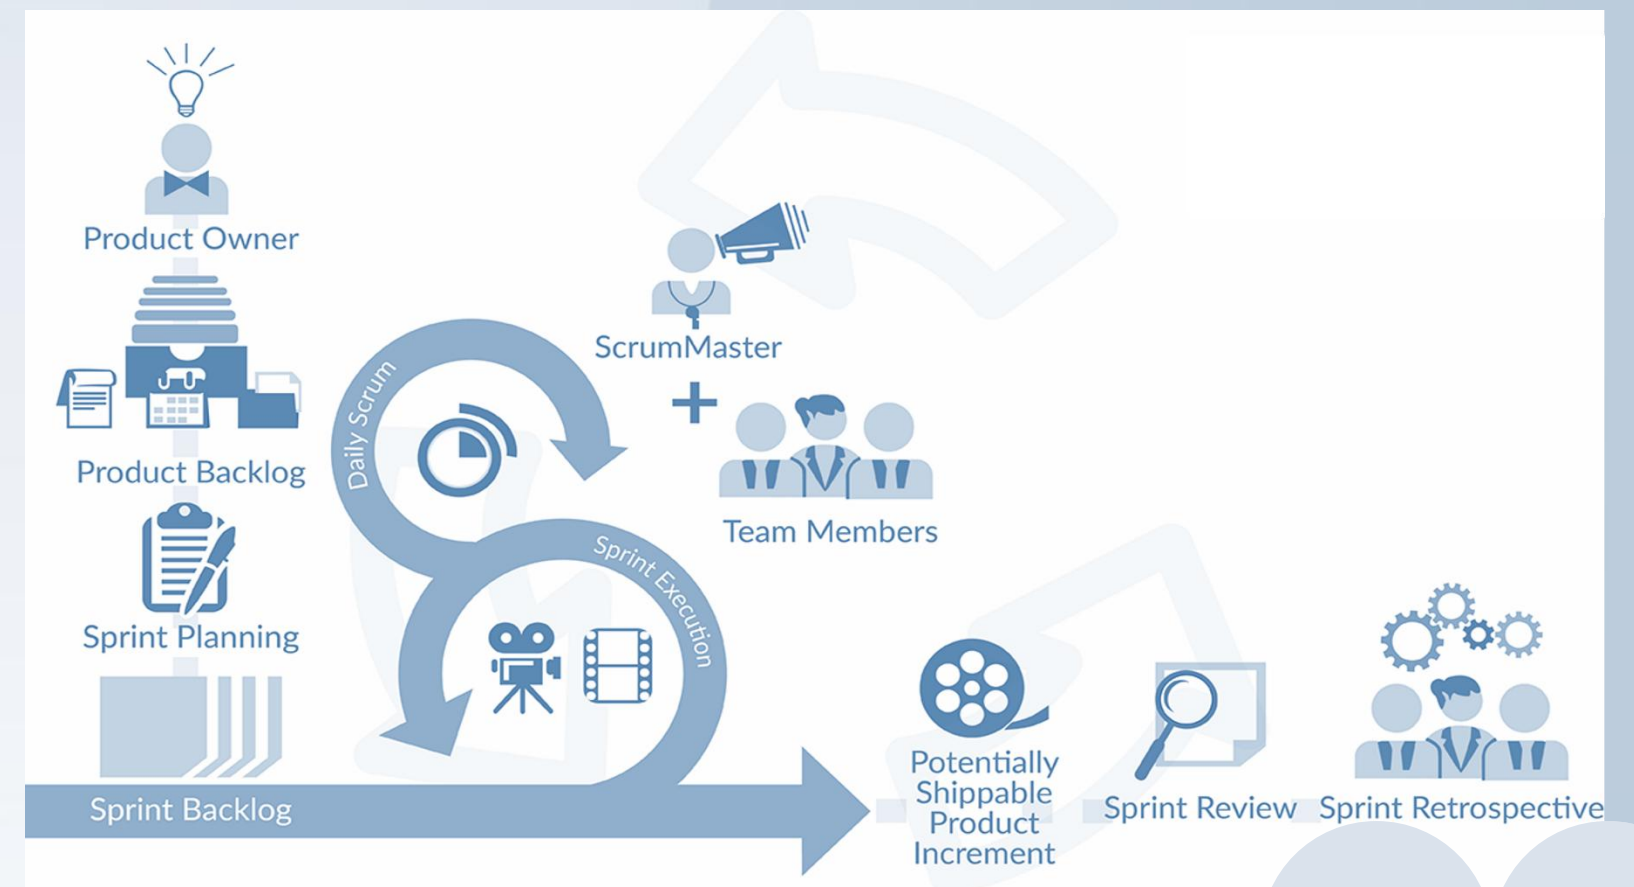 Product Owner
Product Backlog
Sprint Planning
Sprint Backlog
Daily Scrum
Sprint Execution
ScrumMaster
+
Team Members
Potentially
Shippable
Product
Increment
Sprint Review
Sprint Retrospective